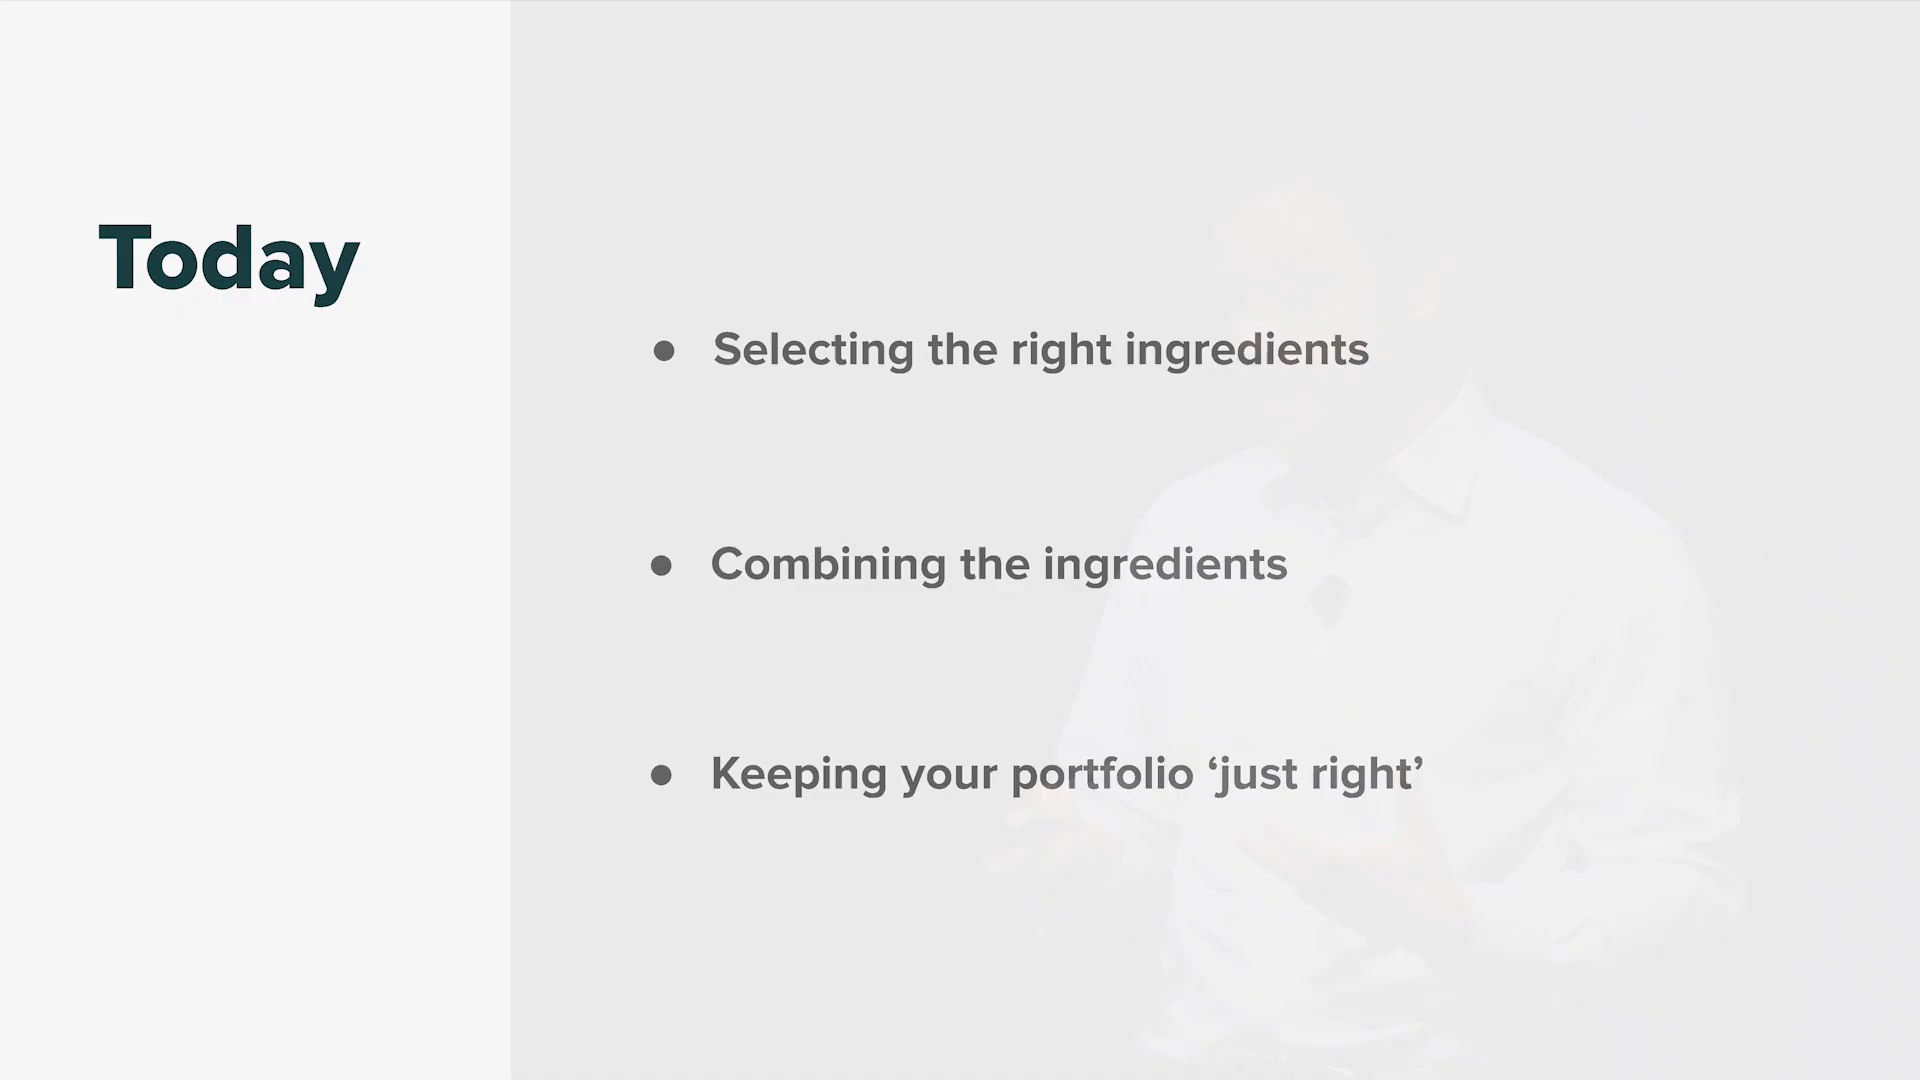 Today
● Selecting the right ingredients
● Combining the ingredients
● Keeping your portfolio ‘just right’